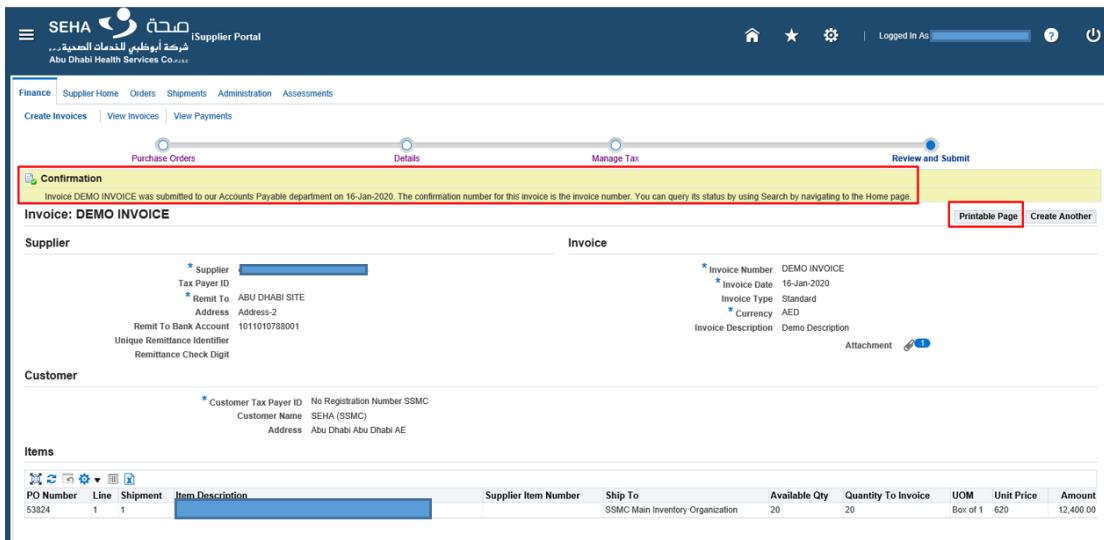 SEHA صحة iSupplier Portal
شركة أبوظبي للخدمات الصحية ش.م.ع
Abu Dhabi Health Services Co. P.J.S.C
Logged In As
Finance Supplier Home Orders Shipments Administration Assessments
Create Invoices View Invoices View Payments
Purchase Orders Details Manage Tax Review and Submit
Confirmation
Invoice DEMO INVOICE was submitted to our Accounts Payable department on 16-Jan-2020. The confirmation number for this invoice is the invoice number. You can query its status by using Search by navigating to the Home page.
Invoice: DEMO INVOICE
Printable Page Create Another
Supplier
* Supplier
Tax Payer ID
* Remit To ABU DHABI SITE
Address Address-2
Remit To Bank Account 1011010788001
Unique Remittance Identifier
Remittance Check Digit
Invoice
* Invoice Number DEMO INVOICE
* Invoice Date 16-Jan-2020
Invoice Type Standard
* Currency AED
Invoice Description Demo Description
Attachment 1
Customer
* Customer Tax Payer ID No Registration Number SSMC
Customer Name SEHA (SSMC)
Address Abu Dhabi Abu Dhabi AE
Items
PO Number Line Shipment Item Description Supplier Item Number Ship To Available Qty Quantity To Invoice UOM Unit Price Amount
53824 1 1 SSMC Main Inventory Organization 20 20 Box of 1 620 12,400.00